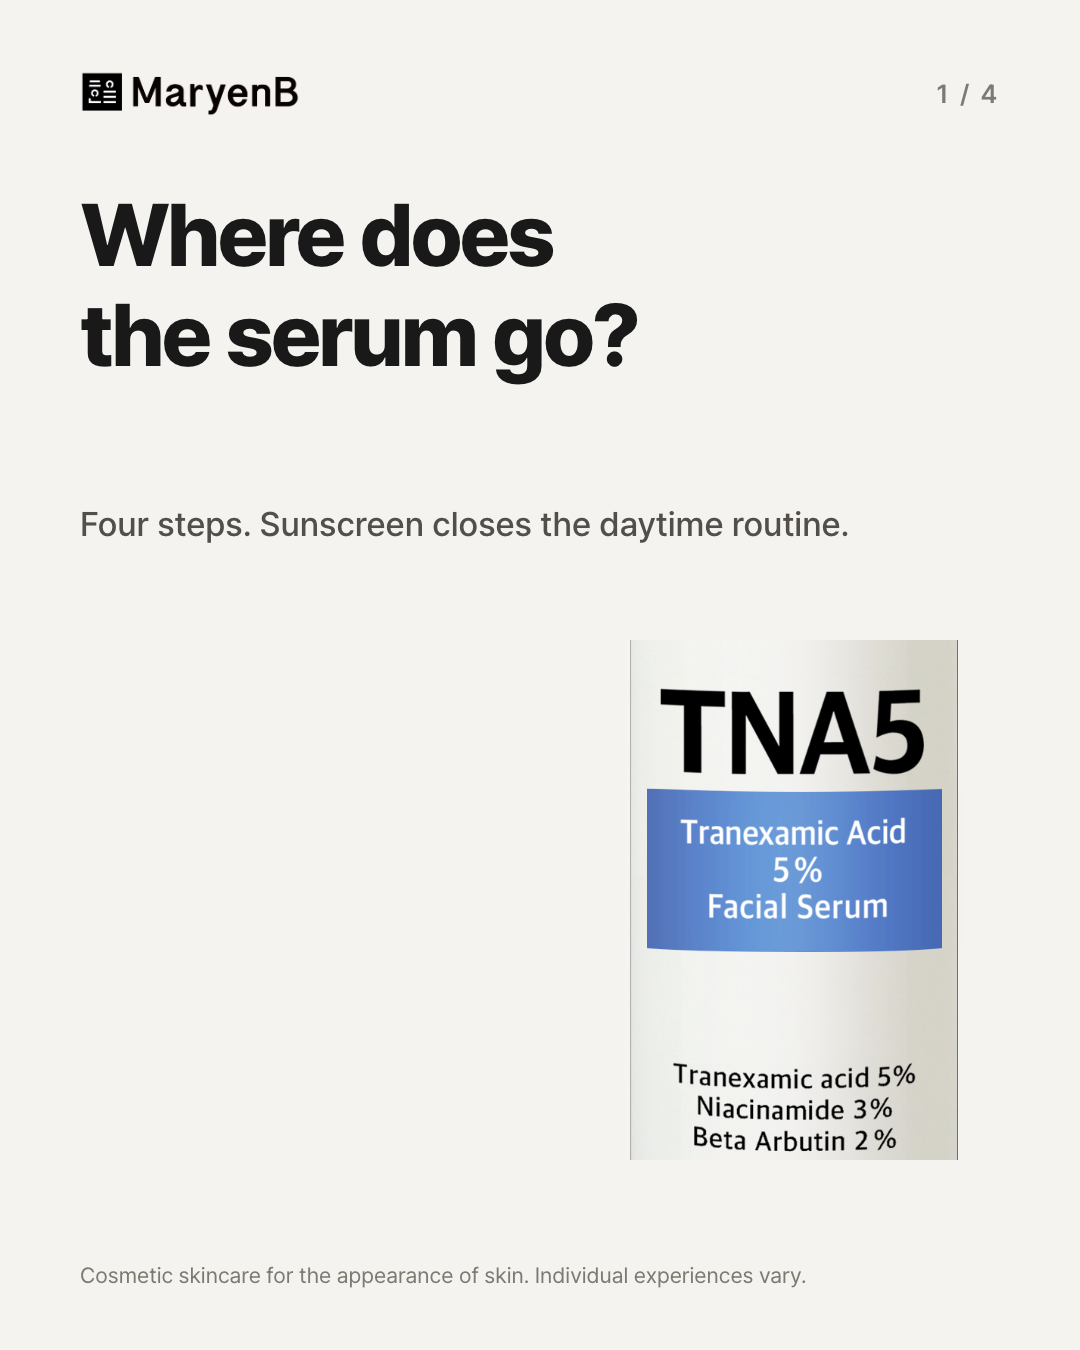 MaryenB
1 / 4
Where does
the serum go?
Four steps. Sunscreen closes the daytime routine.
TNA5
Tranexamic Acid
5%
Facial Serum
Tranexamic acid 5%
Niacinamide 3%
Beta Arbutin 2%
Cosmetic skincare for the appearance of skin. Individual experiences vary.